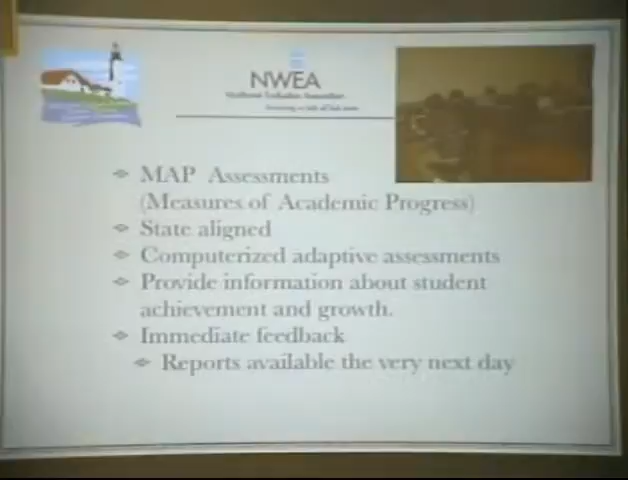 NWEA
Northwest Evaluation Association
MAP Assessments
(Measures of Academic Progress)
State aligned
Computerized adaptive assessments
Provide information about student
achievement and growth.
Immediate feedback
Reports available the very next day